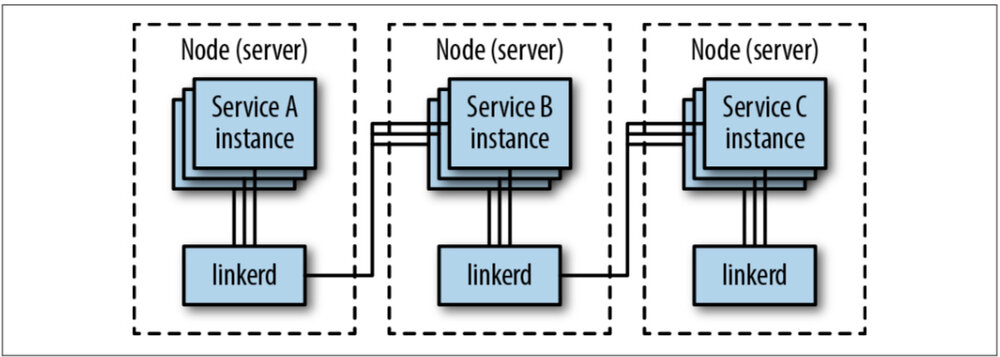 Node (server)
Node (server)
Node (server)
Service A
instance
Service B
instance
Service C
instance
linkerd
linkerd
linkerd